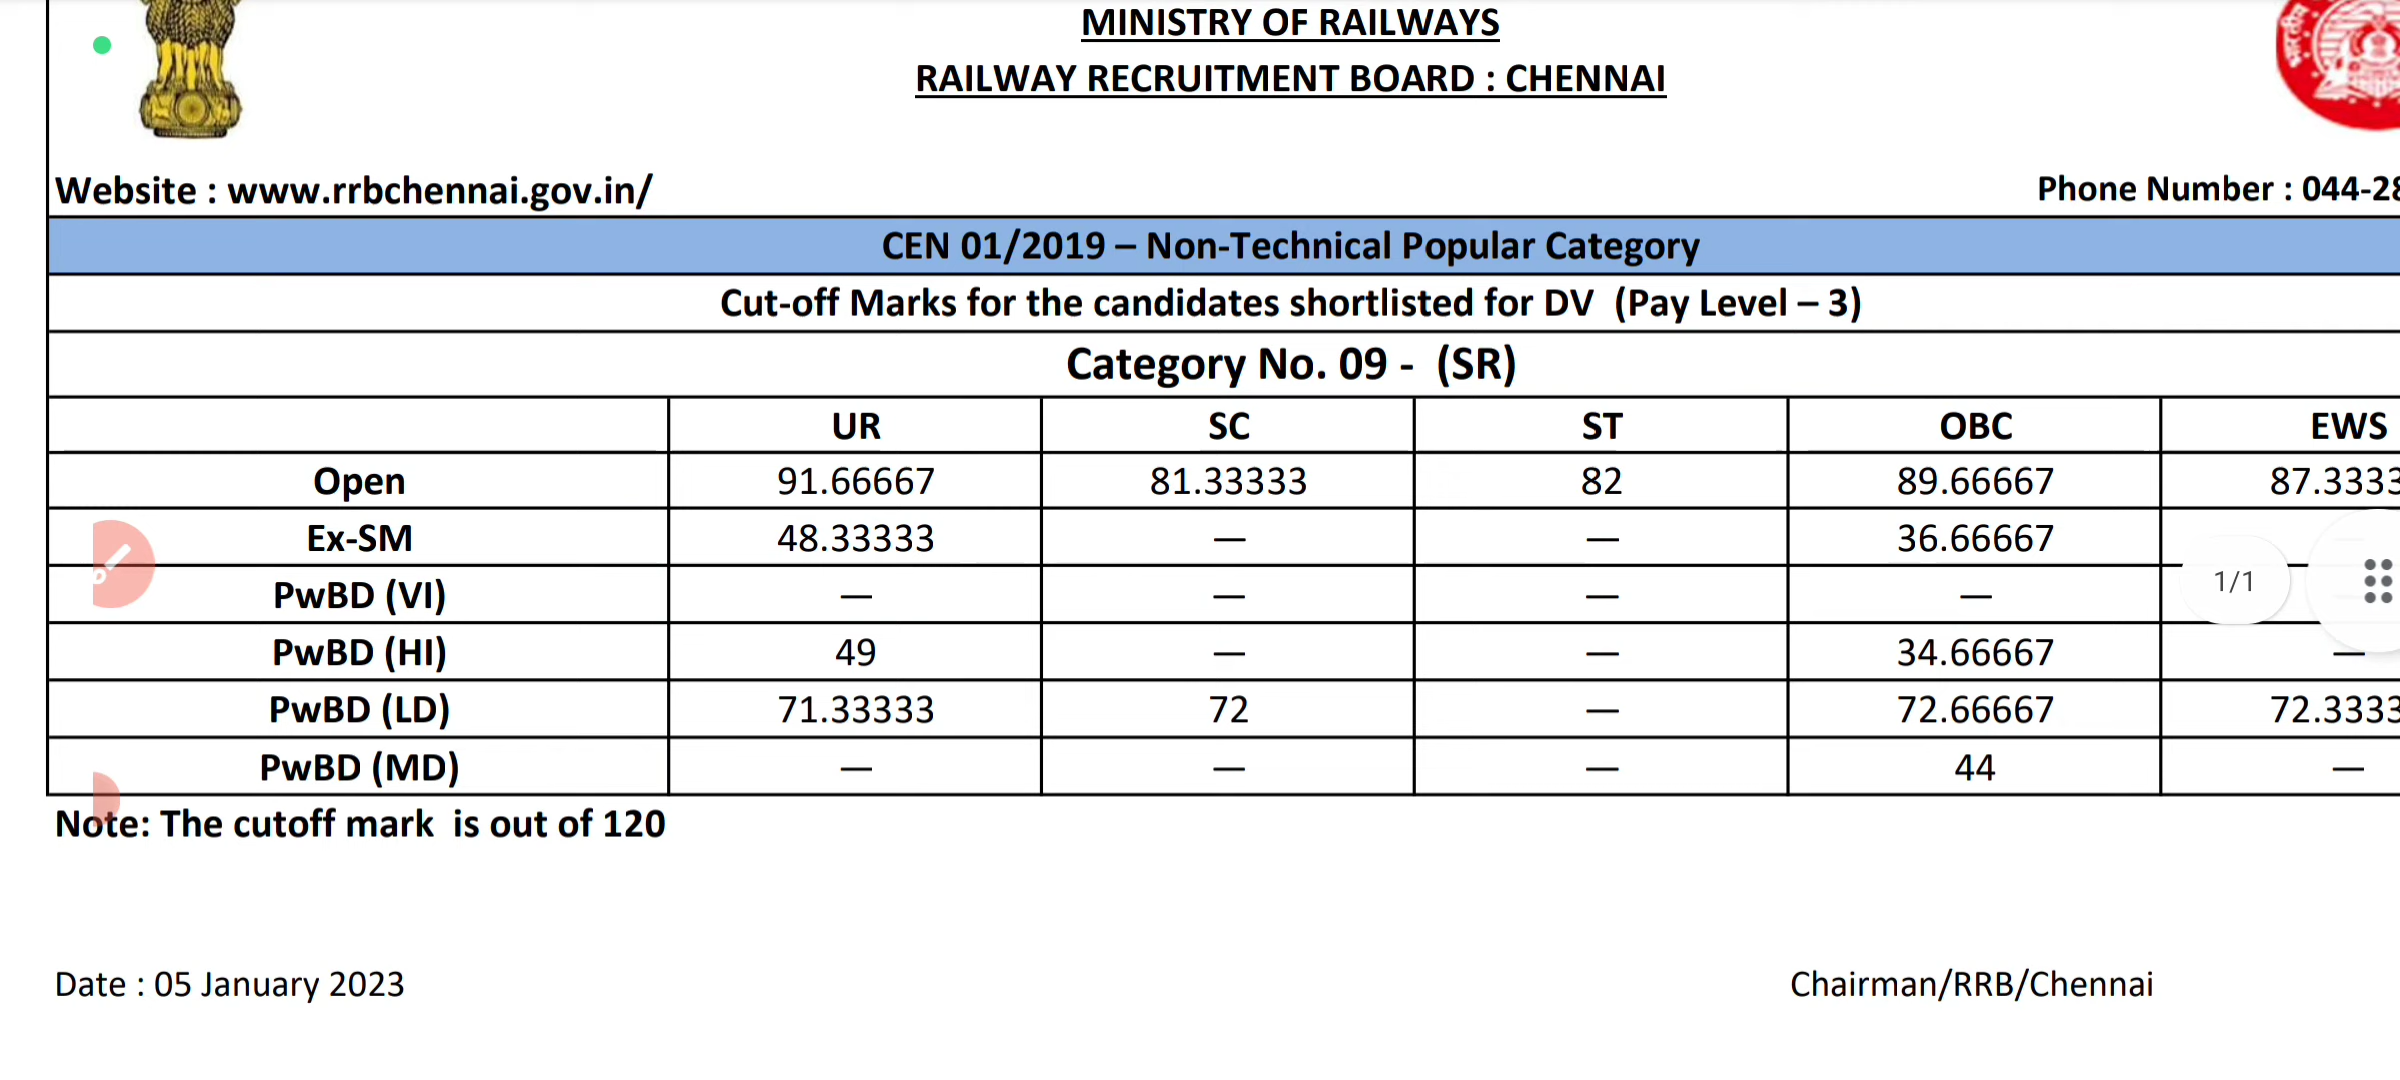 MINISTRY OF RAILWAYS
RAILWAY RECRUITMENT BOARD : CHENNAI
Website : www.rrbchennai.gov.in/ Phone Number : 044-28
CEN 01/2019 – Non-Technical Popular Category
Cut-off Marks for the candidates shortlisted for DV (Pay Level – 3)
Category No. 09 - (SR)
UR SC ST OBC EWS
Open 91.66667 81.33333 82 89.66667 87.3333
Ex-SM 48.33333 — — 36.66667
PwBD (VI) — — — —
1/1
PwBD (HI) 49 — — 34.66667 —
PwBD (LD) 71.33333 72 — 72.66667 72.3333
PwBD (MD) — — — 44 —
Note: The cutoff mark is out of 120
Date : 05 January 2023 Chairman/RRB/Chennai